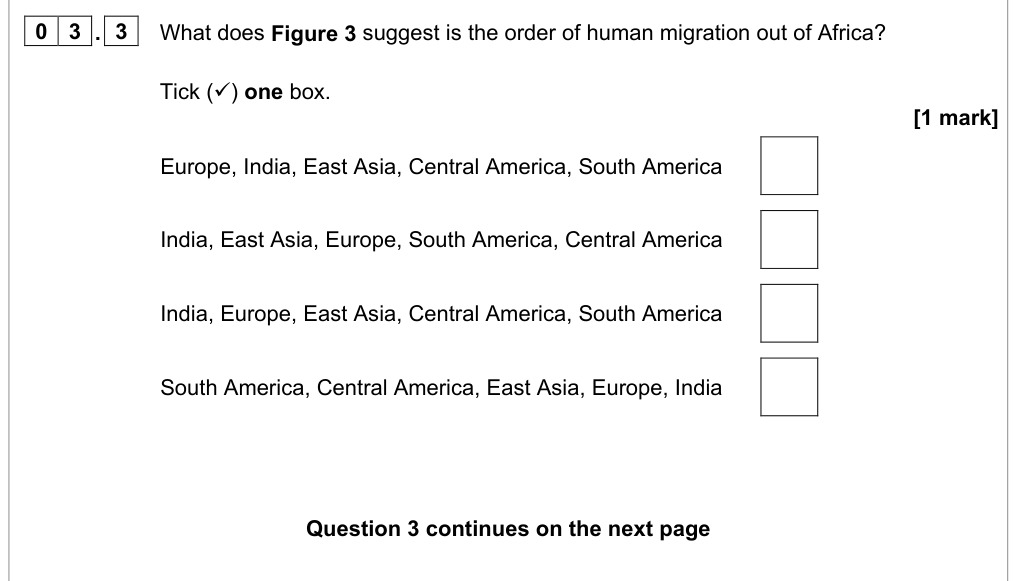 0 3 . 3 What does Figure 3 suggest is the order of human migration out of Africa?
Tick (✓) one box.
[1 mark]
Europe, India, East Asia, Central America, South America
India, East Asia, Europe, South America, Central America
India, Europe, East Asia, Central America, South America
South America, Central America, East Asia, Europe, India
Question 3 continues on the next page